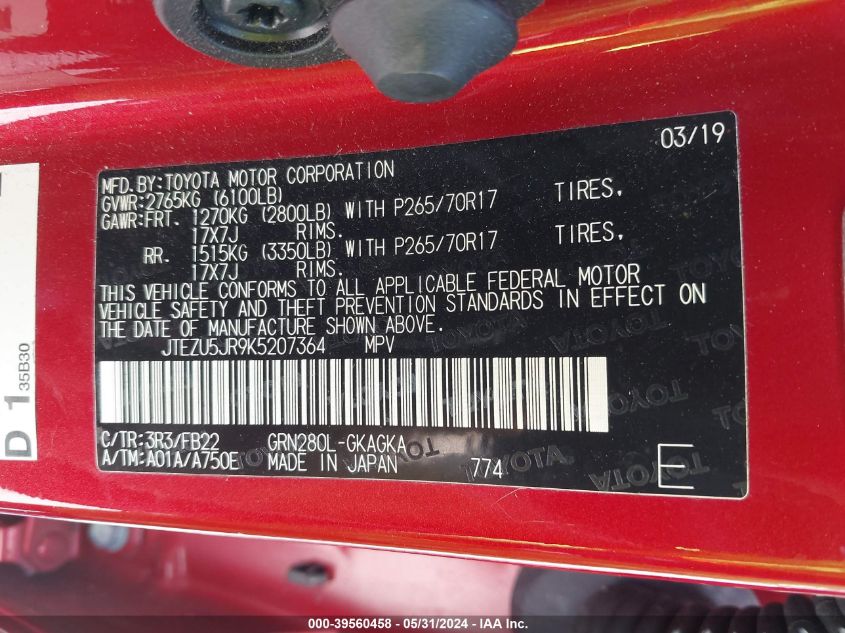 03/19
MFD.BY:TOYOTA MOTOR CORPORATION
GVWR:2765KG (6100LB)
GAWR:FRT. 1270KG (2800LB) WITH P265/70R17 TIRES,
17X7J RIMS.
RR. 1515KG (3350LB) WITH P265/70R17 TIRES,
17X7J RIMS.
THIS VEHICLE CONFORMS TO ALL APPLICABLE FEDERAL MOTOR
VEHICLE SAFETY AND THEFT PREVENTION STANDARDS IN EFFECT ON
THE DATE OF MANUFACTURE SHOWN ABOVE.
JTEZU5JR9K5207364 MPV
C/TR:3R3/FB22 GRN280L-GKAGKA
A/TM:A01A/A750E MADE IN JAPAN 774 E
D 1 35B30
TOYOTA
000-39560458 - 05/31/2024 - IAA Inc.